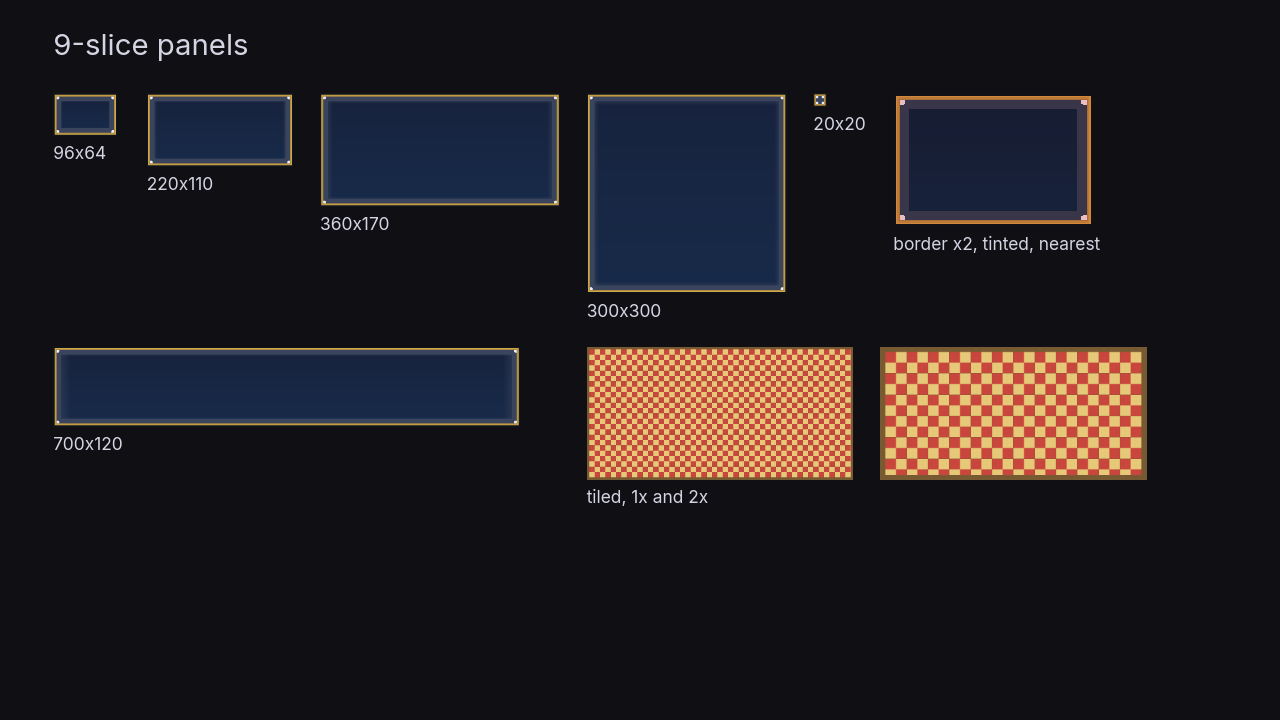 9-slice panels
96x64
220x110
360x170
300x300
20x20
border x2, tinted, nearest
700x120
tiled, 1x and 2x